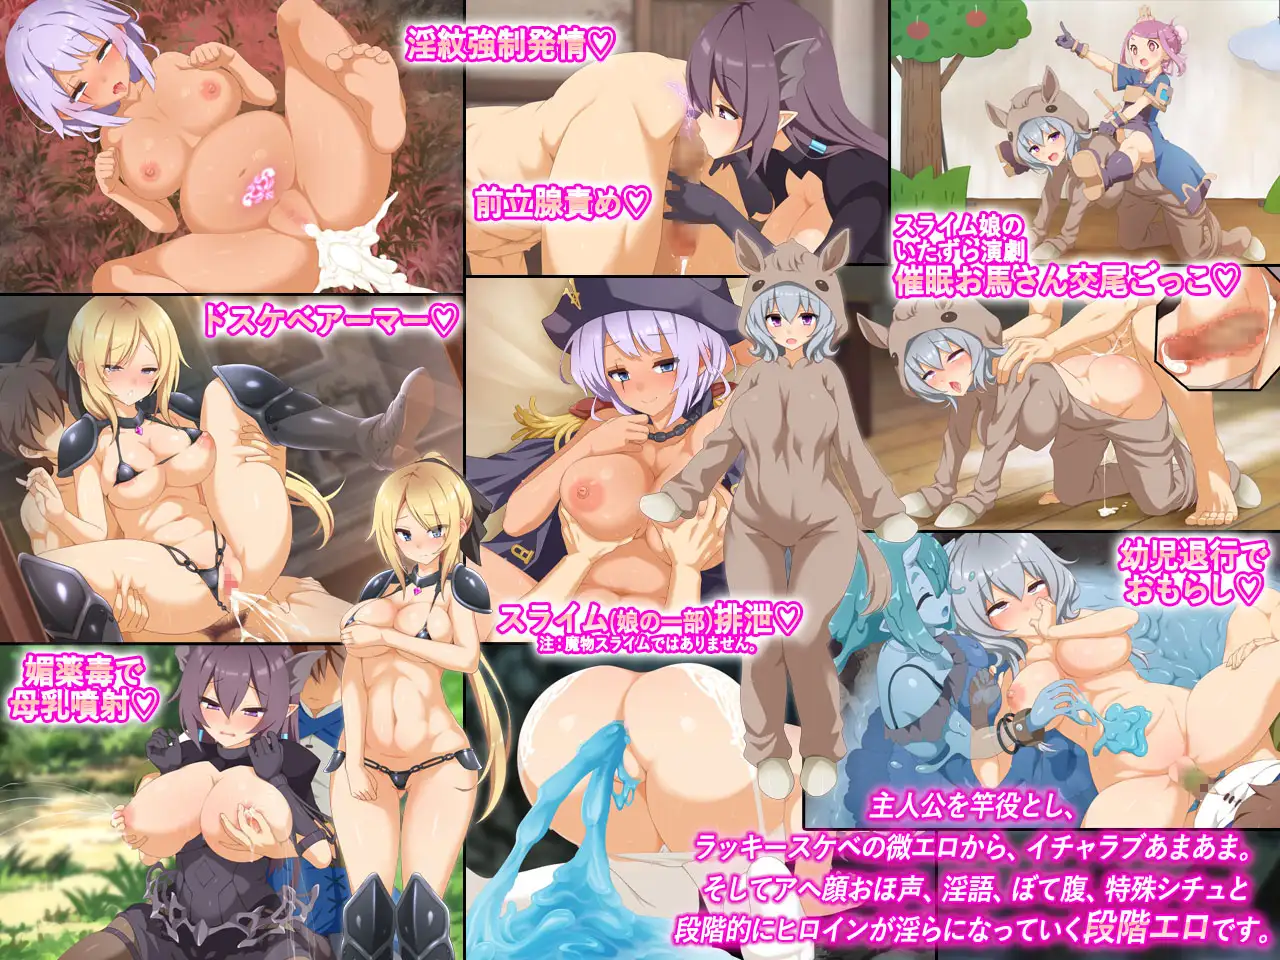 淫紋強制発情♡
前立腺責め♡
スライム娘の
いたずら演劇
催眠お馬さん交尾ごっこ♡
ドスケベアーマー♡
スライム(娘の一部)排泄♡
注：魔物スライムではありません。
幼児退行で
おもらし♡
媚薬毒で
母乳噴射♡
主人公を竿役とし、
ラッキースケベの微エロから、イチャラブあまあま。
そしてアヘ顔おほ声、淫語、ぼて腹、特殊シチュと
段階的にヒロインが淫らになっていく段階エロです。